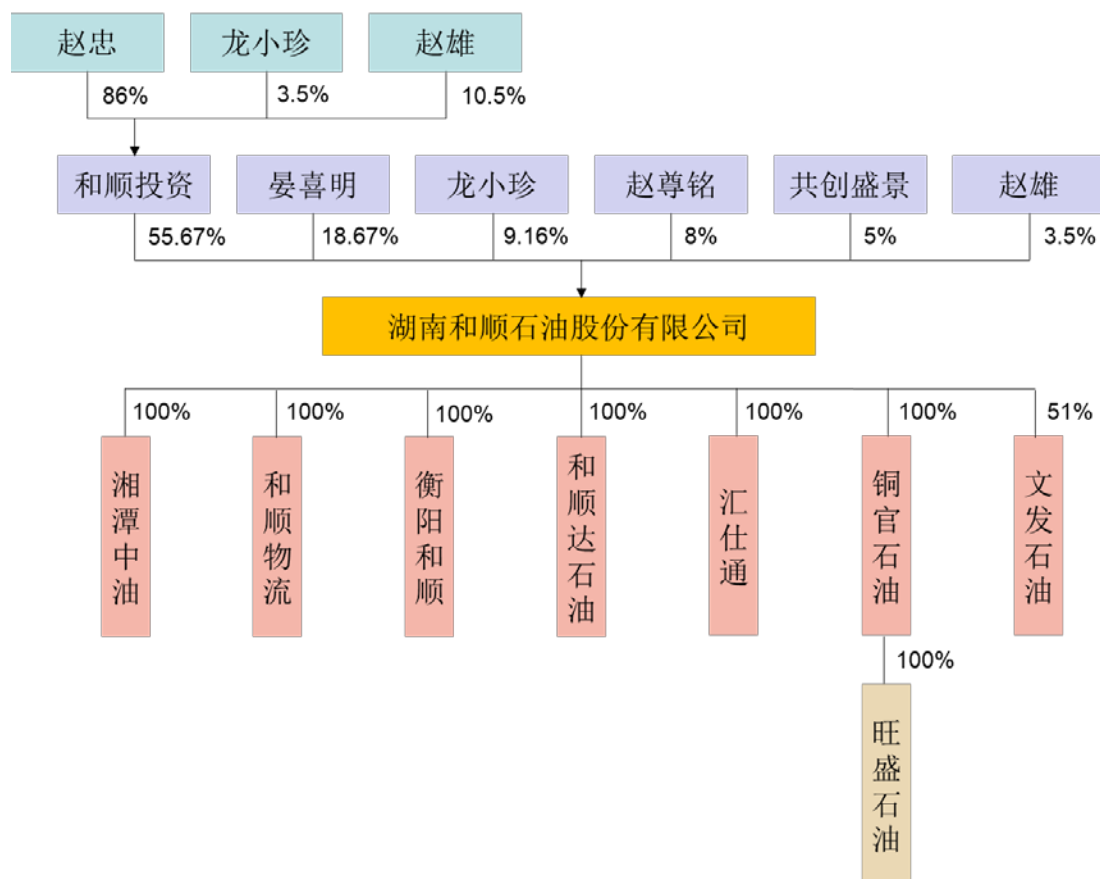 赵忠 龙小珍 赵雄
86% 3.5% 10.5%
和顺投资 晏喜明 龙小珍 赵尊铭 共创盛景 赵雄
55.67% 18.67% 9.16% 8% 5% 3.5%
湖南和顺石油股份有限公司
100% 100% 100% 100% 100% 100% 51%
湘潭中油
和顺物流
衡阳和顺
和顺达石油
汇仕通
铜官石油
文发石油
100%
旺盛石油